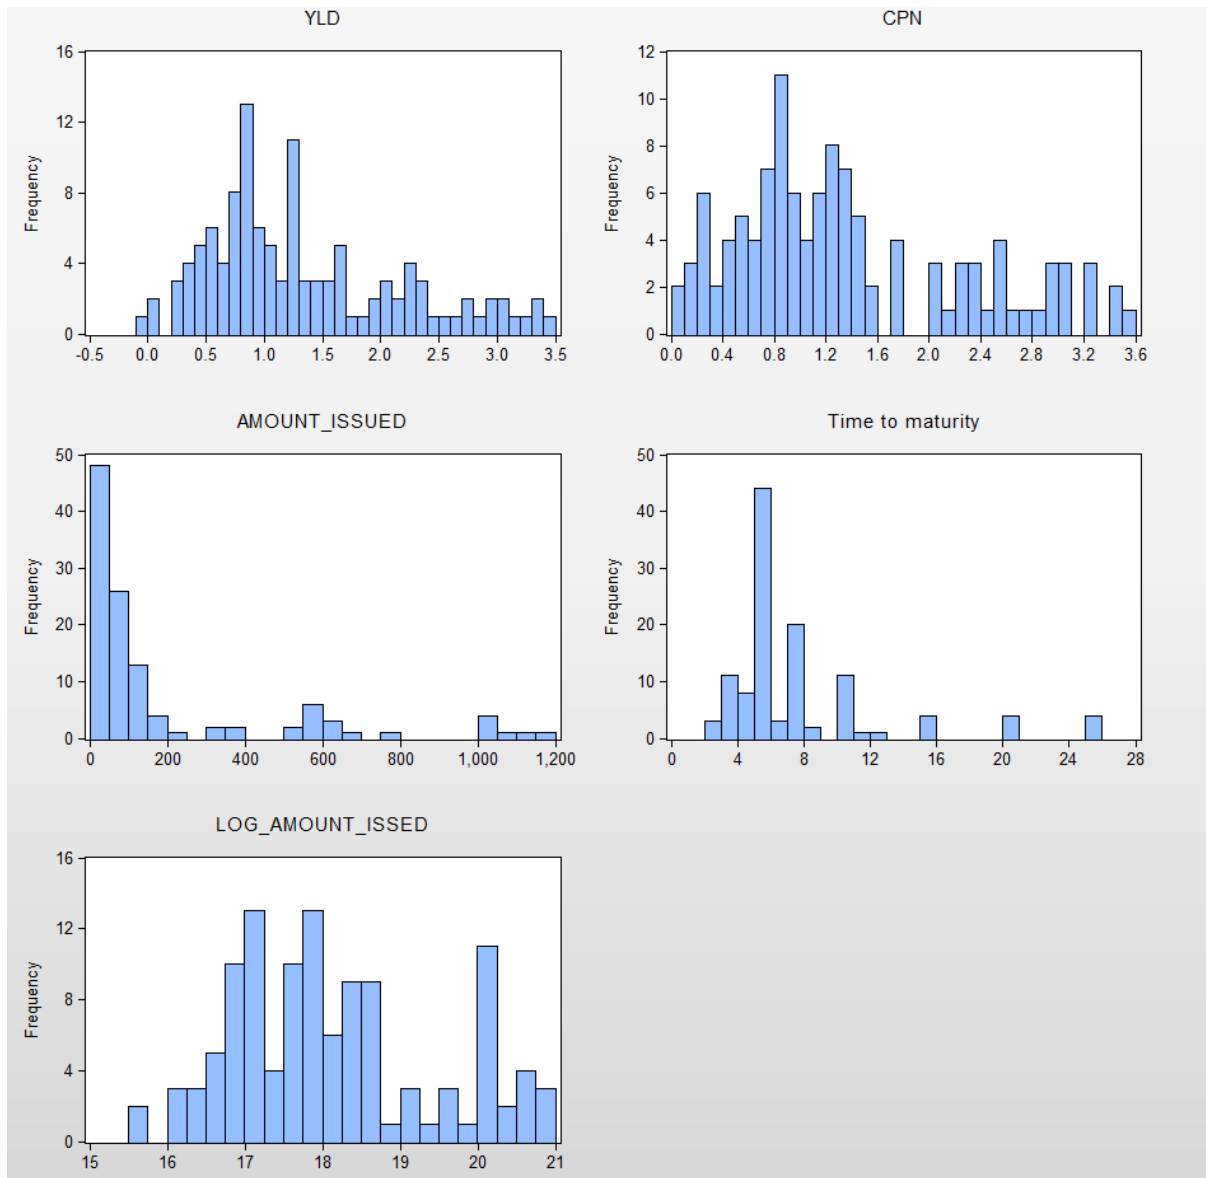 YLD
16
12
8
4
0
Frequency
-0.5 0.0 0.5 1.0 1.5 2.0 2.5 3.0 3.5
CPN
12
10
8
6
4
2
0
Frequency
0.0 0.4 0.8 1.2 1.6 2.0 2.4 2.8 3.2 3.6
AMOUNT_ISSUED
50
40
30
20
10
0
Frequency
0 200 400 600 800 1,000 1,200
Time to maturity
50
40
30
20
10
0
Frequency
0 4 8 12 16 20 24 28
LOG_AMOUNT_ISSED
16
12
8
4
0
Frequency
15 16 17 18 19 20 21